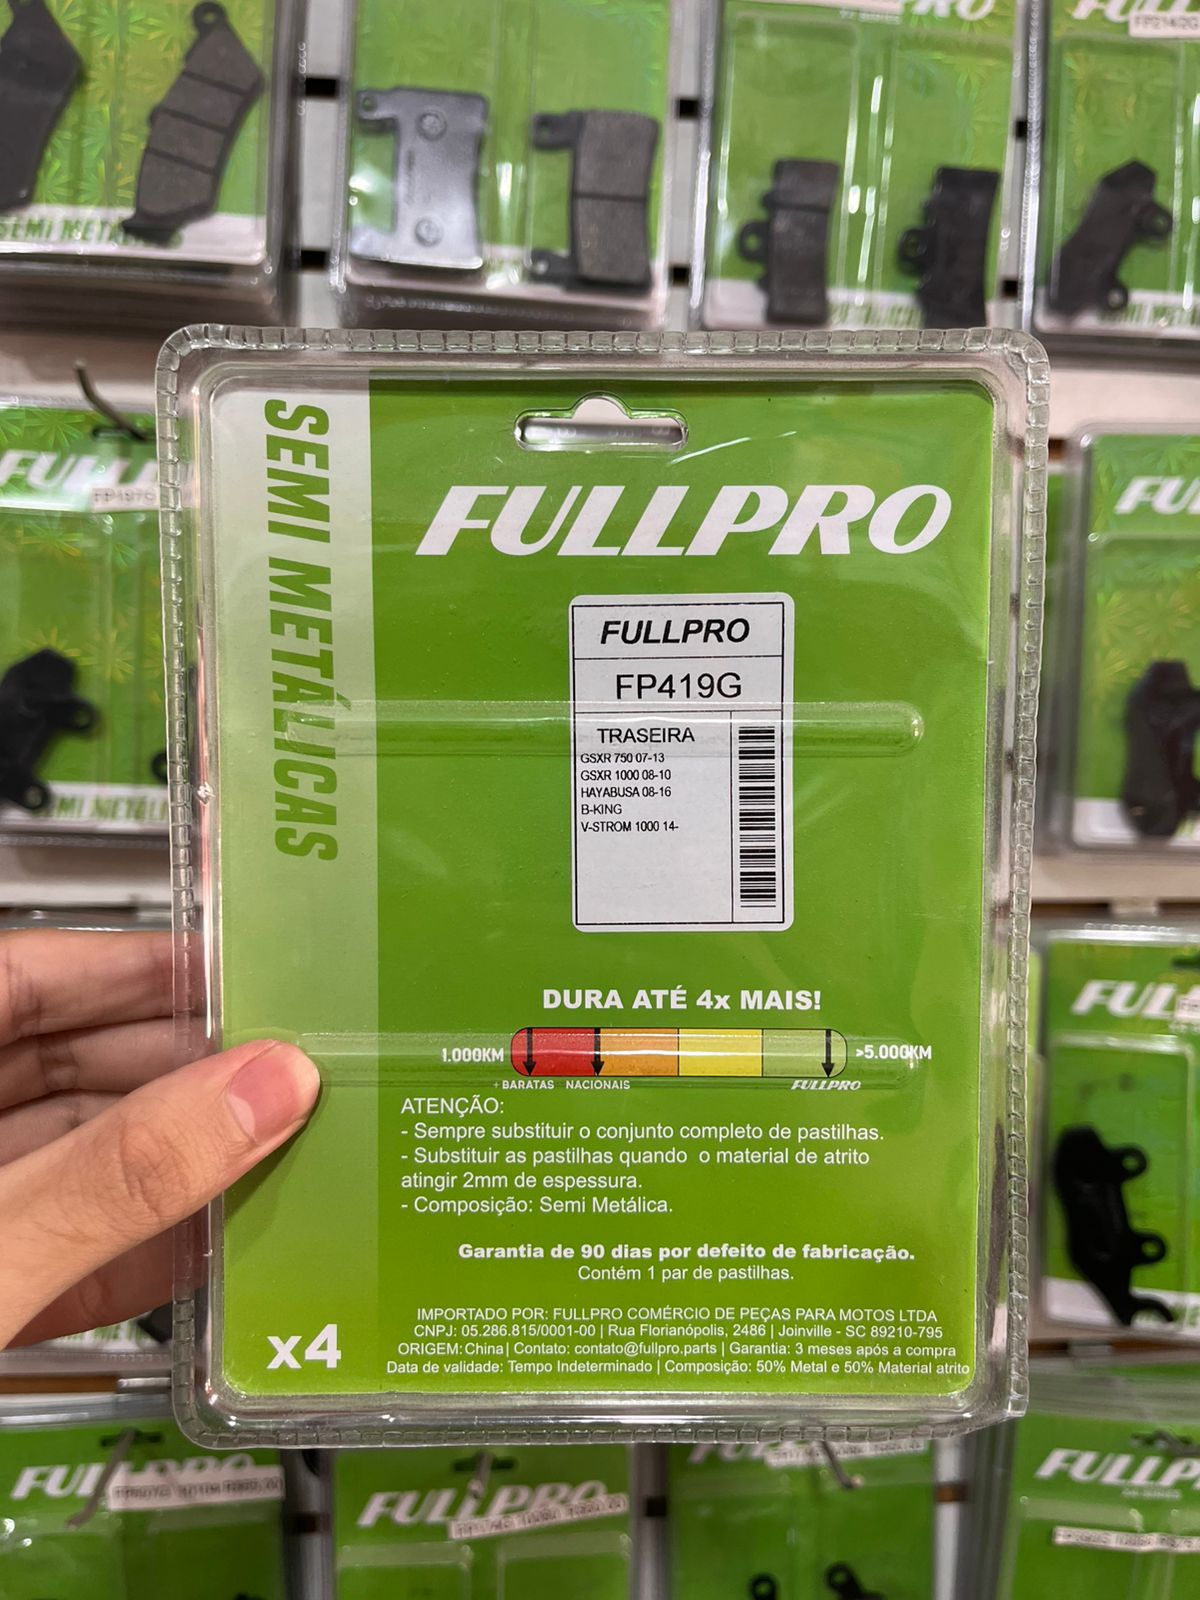 SEMI METÁLICAS
FULLPRO
FULLPRO
FP419G
TRASEIRA
GSXR 750 07-13
GSXR 1000 08-10
HAYABUSA 08-16
B-KING
V-STROM 1000 14-
DURA ATÉ 4x MAIS!
1.000KM
>5.000KM
+ BARATAS NACIONAIS FULLPRO
ATENÇÃO:
- Sempre substituir o conjunto completo de pastilhas.
- Substituir as pastilhas quando o material de atrito
atingir 2mm de espessura.
- Composição: Semi Metálica.
Garantia de 90 dias por defeito de fabricação.
Contém 1 par de pastilhas.
x4
IMPORTADO POR: FULLPRO COMÉRCIO DE PEÇAS PARA MOTOS LTDA
CNPJ: 05.286.815/0001-00 | Rua Florianópolis, 2486 | Joinville - SC 89210-795
ORIGEM: China | Contato: contato@fullpro.parts | Garantia: 3 meses após a compra
Data de validade: Tempo Indeterminado | Composição: 50% Metal e 50% Material atrito
FULLPRO
FULLPRO